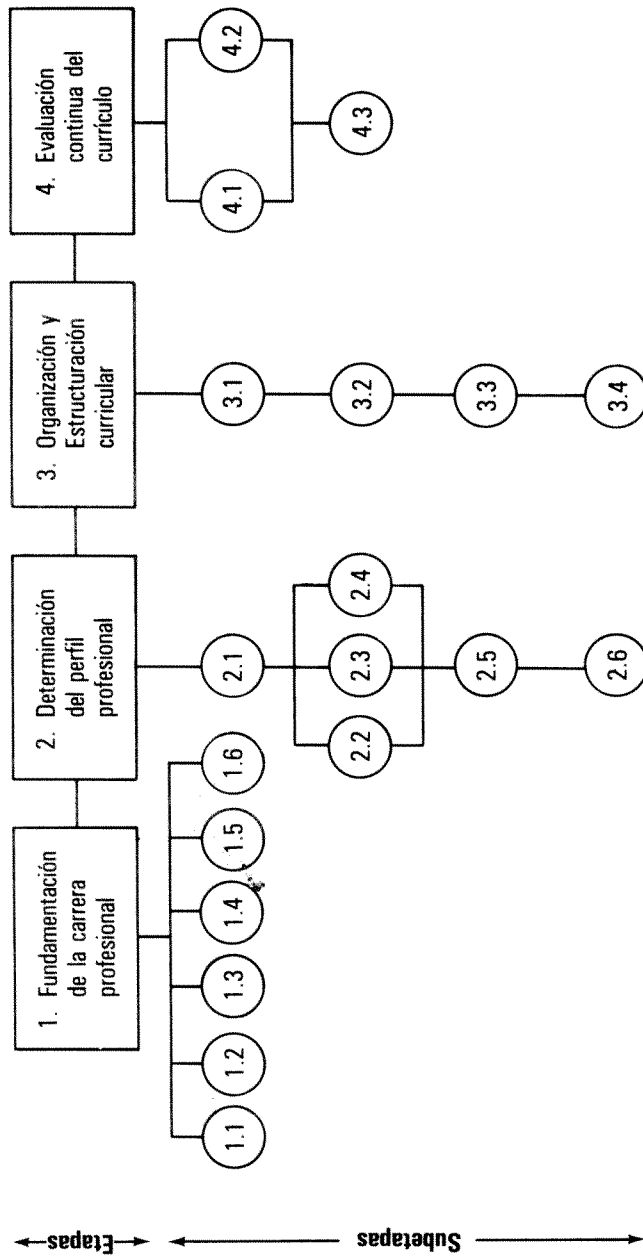 Etapas
1. Fundamentación
de la carrera
profesional
2. Determinación
del perfil
profesional
3. Organización y
Estructuración
curricular
4. Evaluación
continua del
currículo
Subetapas
1.1
1.2
1.3
1.4
1.5
1.6
2.1
2.2
2.3
2.4
2.5
2.6
3.1
3.2
3.3
3.4
4.1
4.2
4.3